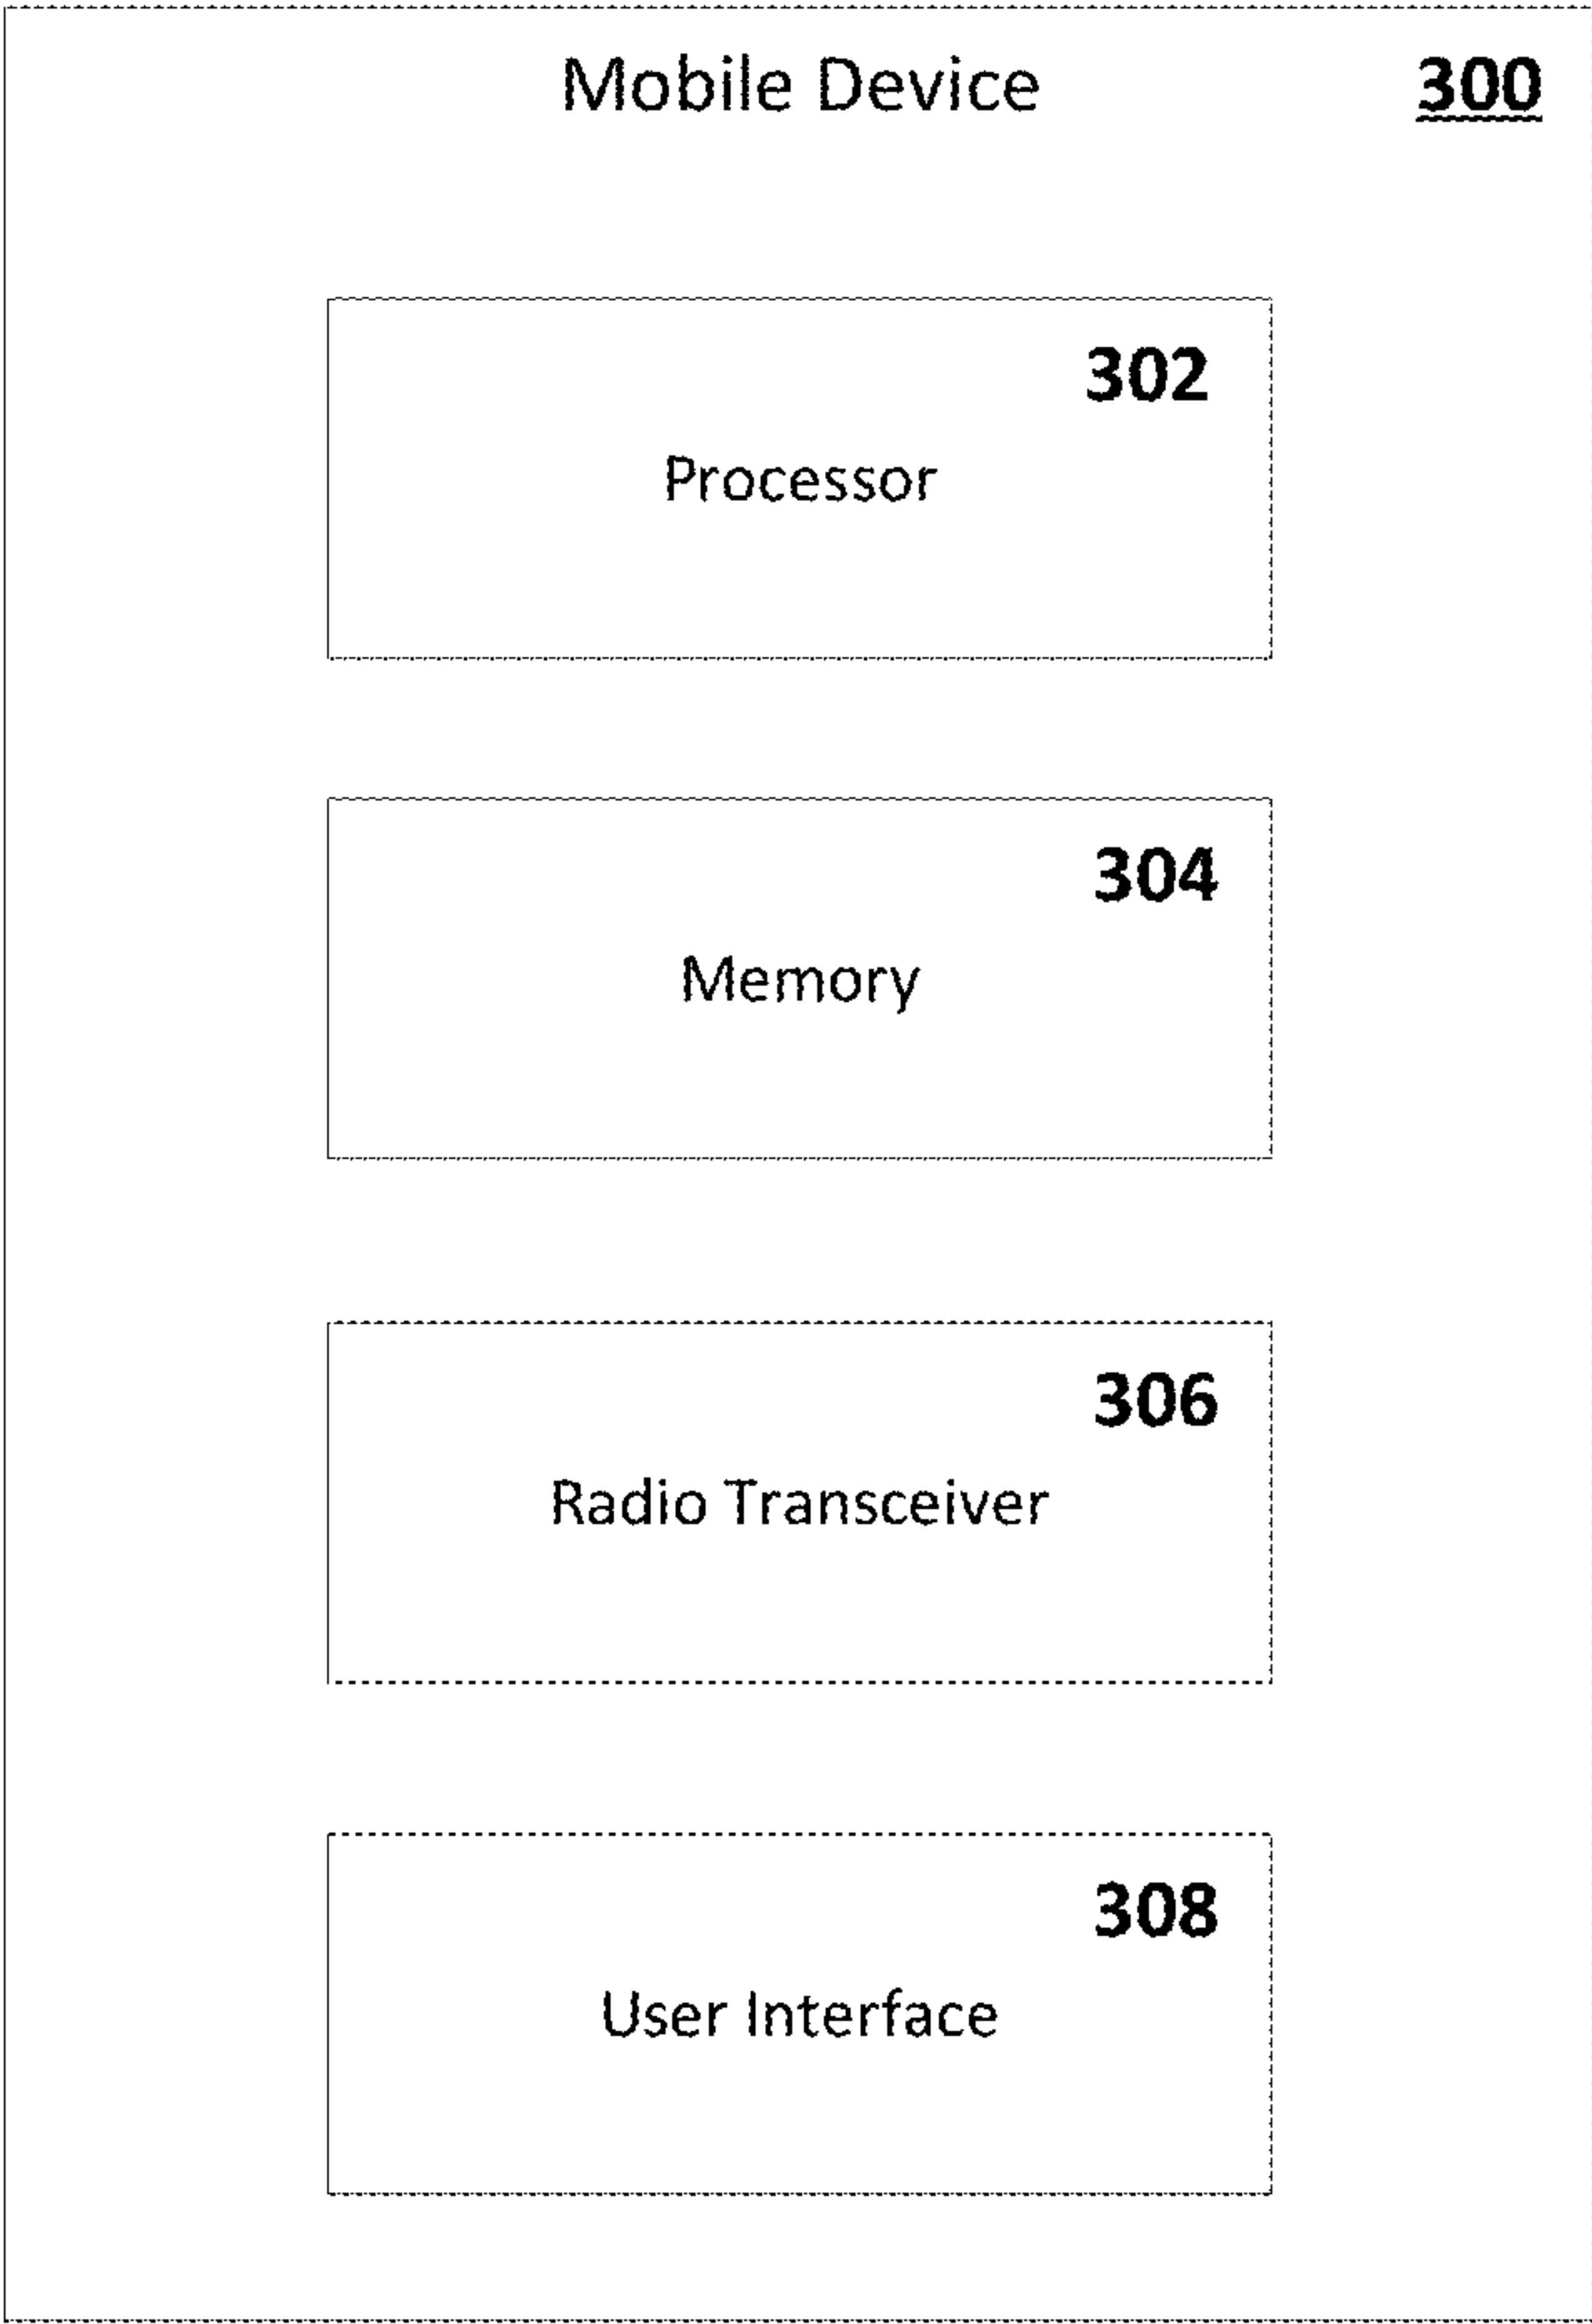 Mobile Device 300
302
Processor
304
Memory
306
Radio Transceiver
308
User Interface